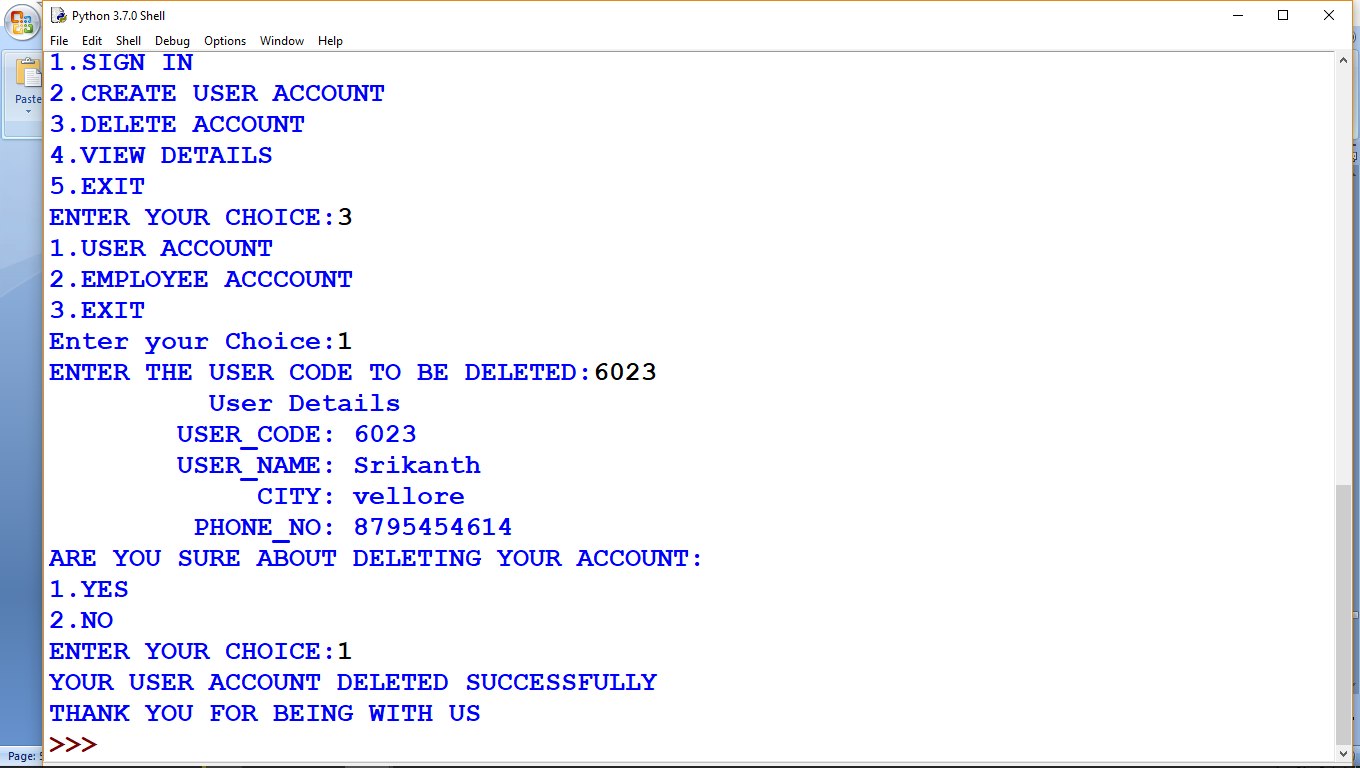 Python 3.7.0 Shell
File Edit Shell Debug Options Window Help
Paste
1.SIGN IN
2.CREATE USER ACCOUNT
3.DELETE ACCOUNT
4.VIEW DETAILS
5.EXIT
ENTER YOUR CHOICE:3
1.USER ACCOUNT
2.EMPLOYEE ACCCOUNT
3.EXIT
Enter your Choice:1
ENTER THE USER CODE TO BE DELETED:6023
User Details
USER_CODE: 6023
USER_NAME: Srikanth
CITY: vellore
PHONE_NO: 8795454614
ARE YOU SURE ABOUT DELETING YOUR ACCOUNT:
1.YES
2.NO
ENTER YOUR CHOICE:1
YOUR USER ACCOUNT DELETED SUCCESSFULLY
THANK YOU FOR BEING WITH US
>>>
Page: